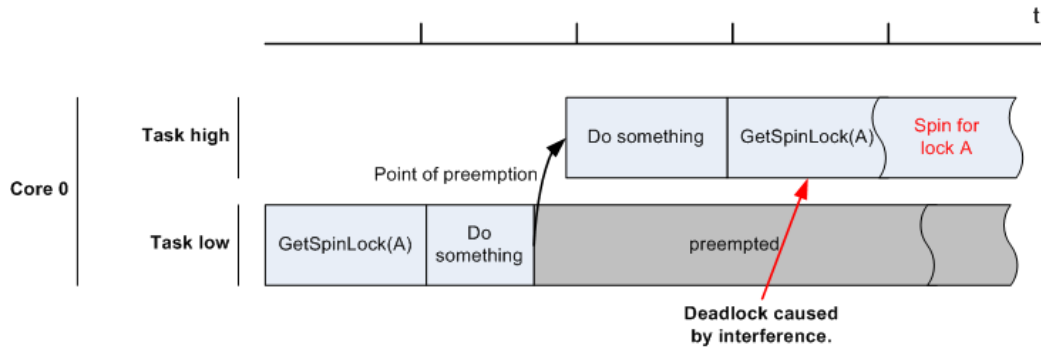 t
Task high
Do something
GetSpinLock(A)
Spin for
lock A
Point of preemption
Core 0
Task low
GetSpinLock(A)
Do
something
preempted
Deadlock caused
by interference.